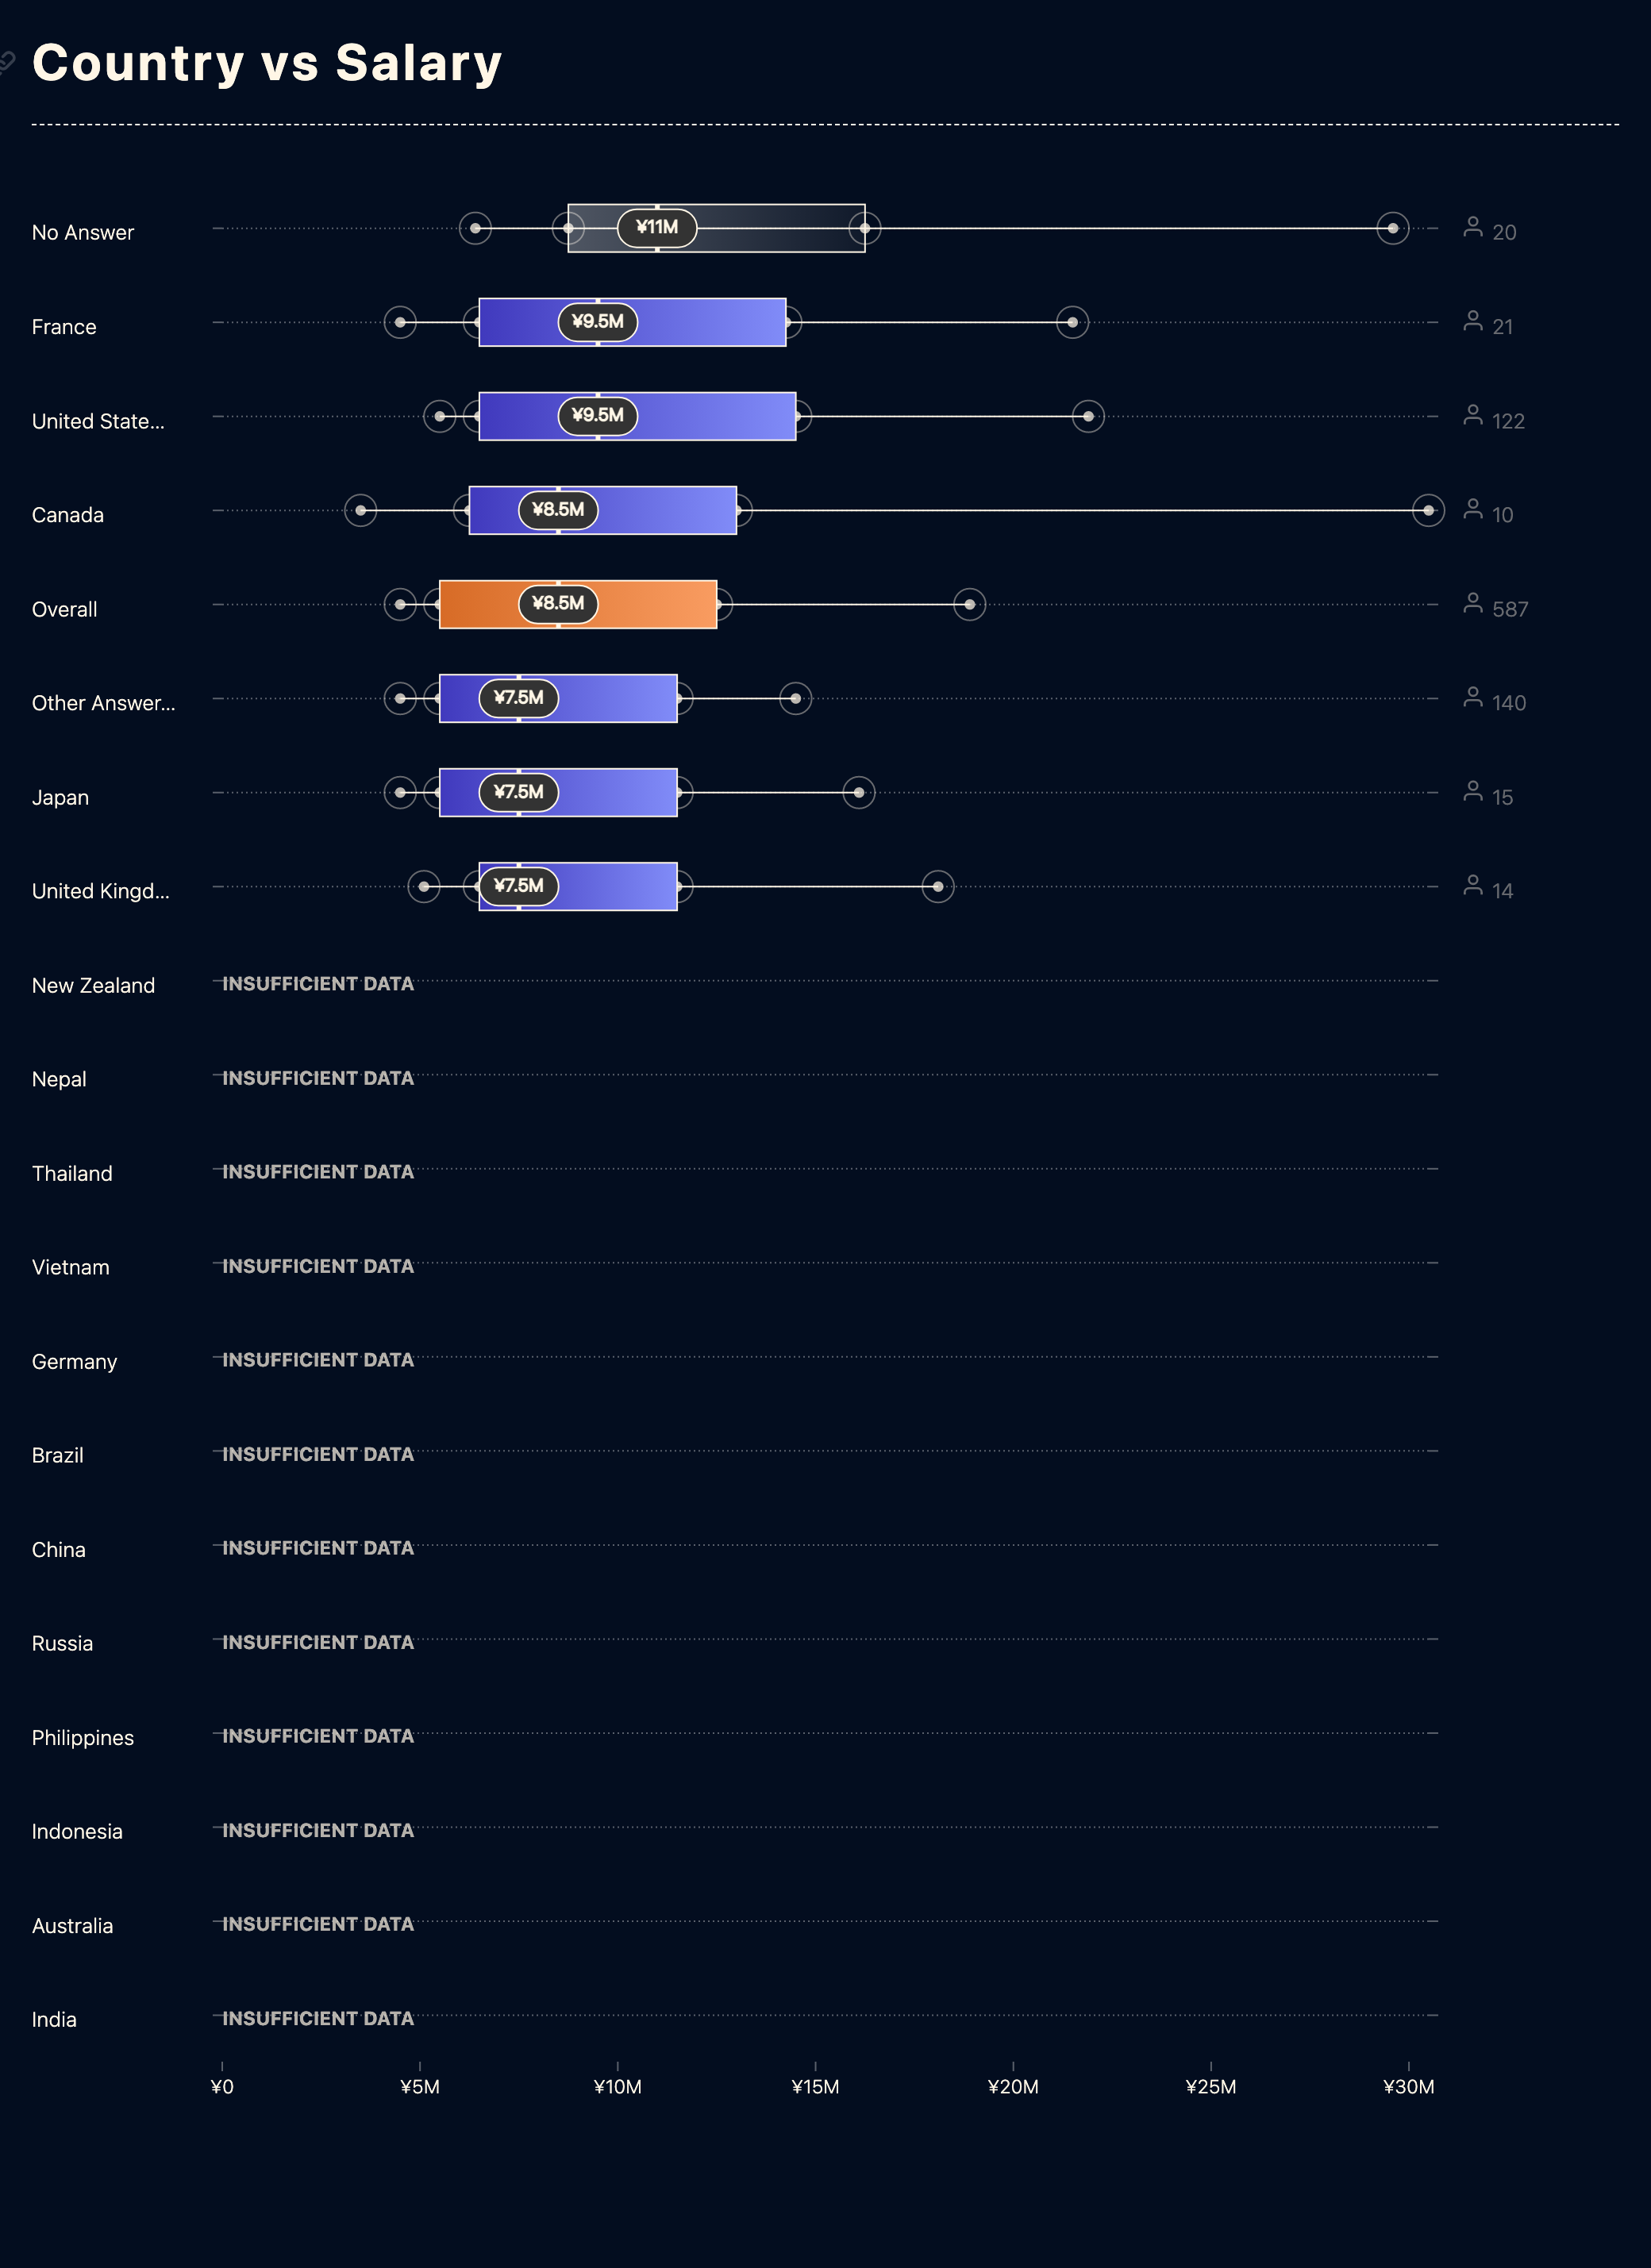 Country vs Salary
No Answer ¥11M 20
France ¥9.5M 21
United State... ¥9.5M 122
Canada ¥8.5M 10
Overall ¥8.5M 587
Other Answer... ¥7.5M 140
Japan ¥7.5M 15
United Kingd... ¥7.5M 14
New Zealand INSUFFICIENT DATA
Nepal INSUFFICIENT DATA
Thailand INSUFFICIENT DATA
Vietnam INSUFFICIENT DATA
Germany INSUFFICIENT DATA
Brazil INSUFFICIENT DATA
China INSUFFICIENT DATA
Russia INSUFFICIENT DATA
Philippines INSUFFICIENT DATA
Indonesia INSUFFICIENT DATA
Australia INSUFFICIENT DATA
India INSUFFICIENT DATA
¥0 ¥5M ¥10M ¥15M ¥20M ¥25M ¥30M